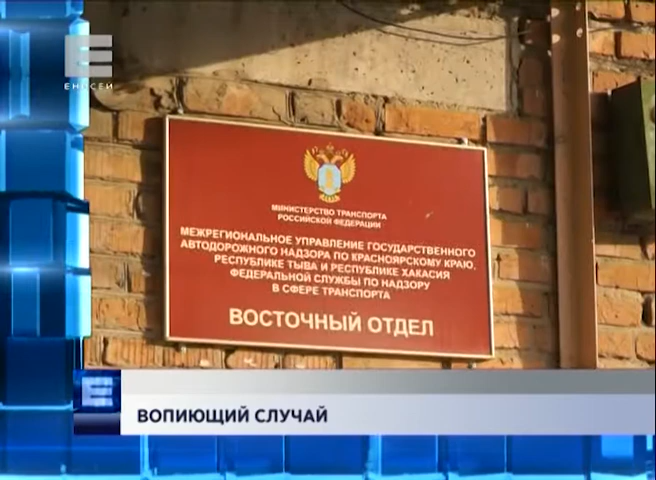 Е
ЕНИСЕЙ
МИНИСТЕРСТВО ТРАНСПОРТА
РОССИЙСКОЙ ФЕДЕРАЦИИ
МЕЖРЕГИОНАЛЬНОЕ УПРАВЛЕНИЕ ГОСУДАРСТВЕННОГО
АВТОДОРОЖНОГО НАДЗОРА ПО КРАСНОЯРСКОМУ КРАЮ,
РЕСПУБЛИКЕ ТЫВА И РЕСПУБЛИКЕ ХАКАСИЯ
ФЕДЕРАЛЬНОЙ СЛУЖБЫ ПО НАДЗОРУ
В СФЕРЕ ТРАНСПОРТА
ВОСТОЧНЫЙ ОТДЕЛ
Е
ВОПИЮЩИЙ СЛУЧАЙ